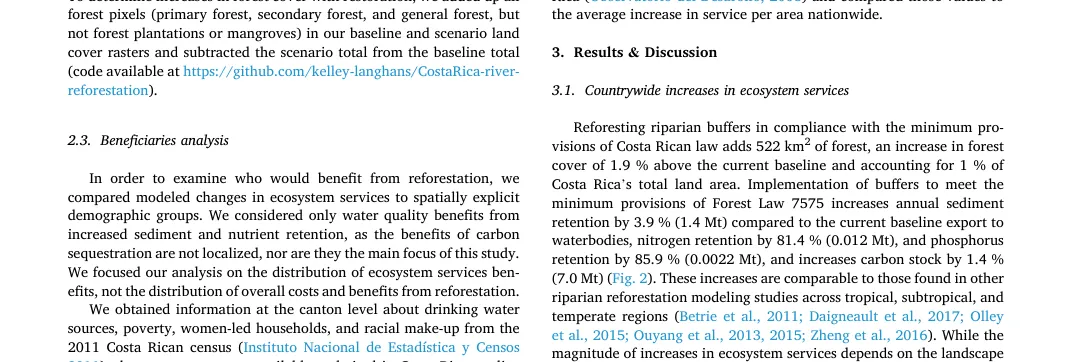 forest pixels (primary forest, secondary forest, and general forest, but
not forest plantations or mangroves) in our baseline and scenario land
cover rasters and subtracted the scenario total from the baseline total
(code available at https://github.com/kelley-langhans/CostaRica-river-
reforestation).
2.3. Beneficiaries analysis
In order to examine who would benefit from reforestation, we
compared modeled changes in ecosystem services to spatially explicit
demographic groups. We considered only water quality benefits from
increased sediment and nutrient retention, as the benefits of carbon
sequestration are not localized, nor are they the main focus of this study.
We focused our analysis on the distribution of ecosystem services ben-
efits, not the distribution of overall costs and benefits from reforestation.
We obtained information at the canton level about drinking water
sources, poverty, women-led households, and racial make-up from the
2011 Costa Rican census (Instituto Nacional de Estadística y Censos
the average increase in service per area nationwide.
3. Results & Discussion
3.1. Countrywide increases in ecosystem services
Reforesting riparian buffers in compliance with the minimum pro-
visions of Costa Rican law adds 522 km² of forest, an increase in forest
cover of 1.9 % above the current baseline and accounting for 1 % of
Costa Rica's total land area. Implementation of buffers to meet the
minimum provisions of Forest Law 7575 increases annual sediment
retention by 3.9 % (1.4 Mt) compared to the current baseline export to
waterbodies, nitrogen retention by 81.4 % (0.012 Mt), and phosphorus
retention by 85.9 % (0.0022 Mt), and increases carbon stock by 1.4 %
(7.0 Mt) (Fig. 2). These increases are comparable to those found in other
riparian reforestation modeling studies across tropical, subtropical, and
temperate regions (Betrie et al., 2011; Daigneault et al., 2017; Olley
et al., 2015; Ouyang et al., 2013, 2015; Zheng et al., 2016). While the
magnitude of increases in ecosystem services depends on the landscape